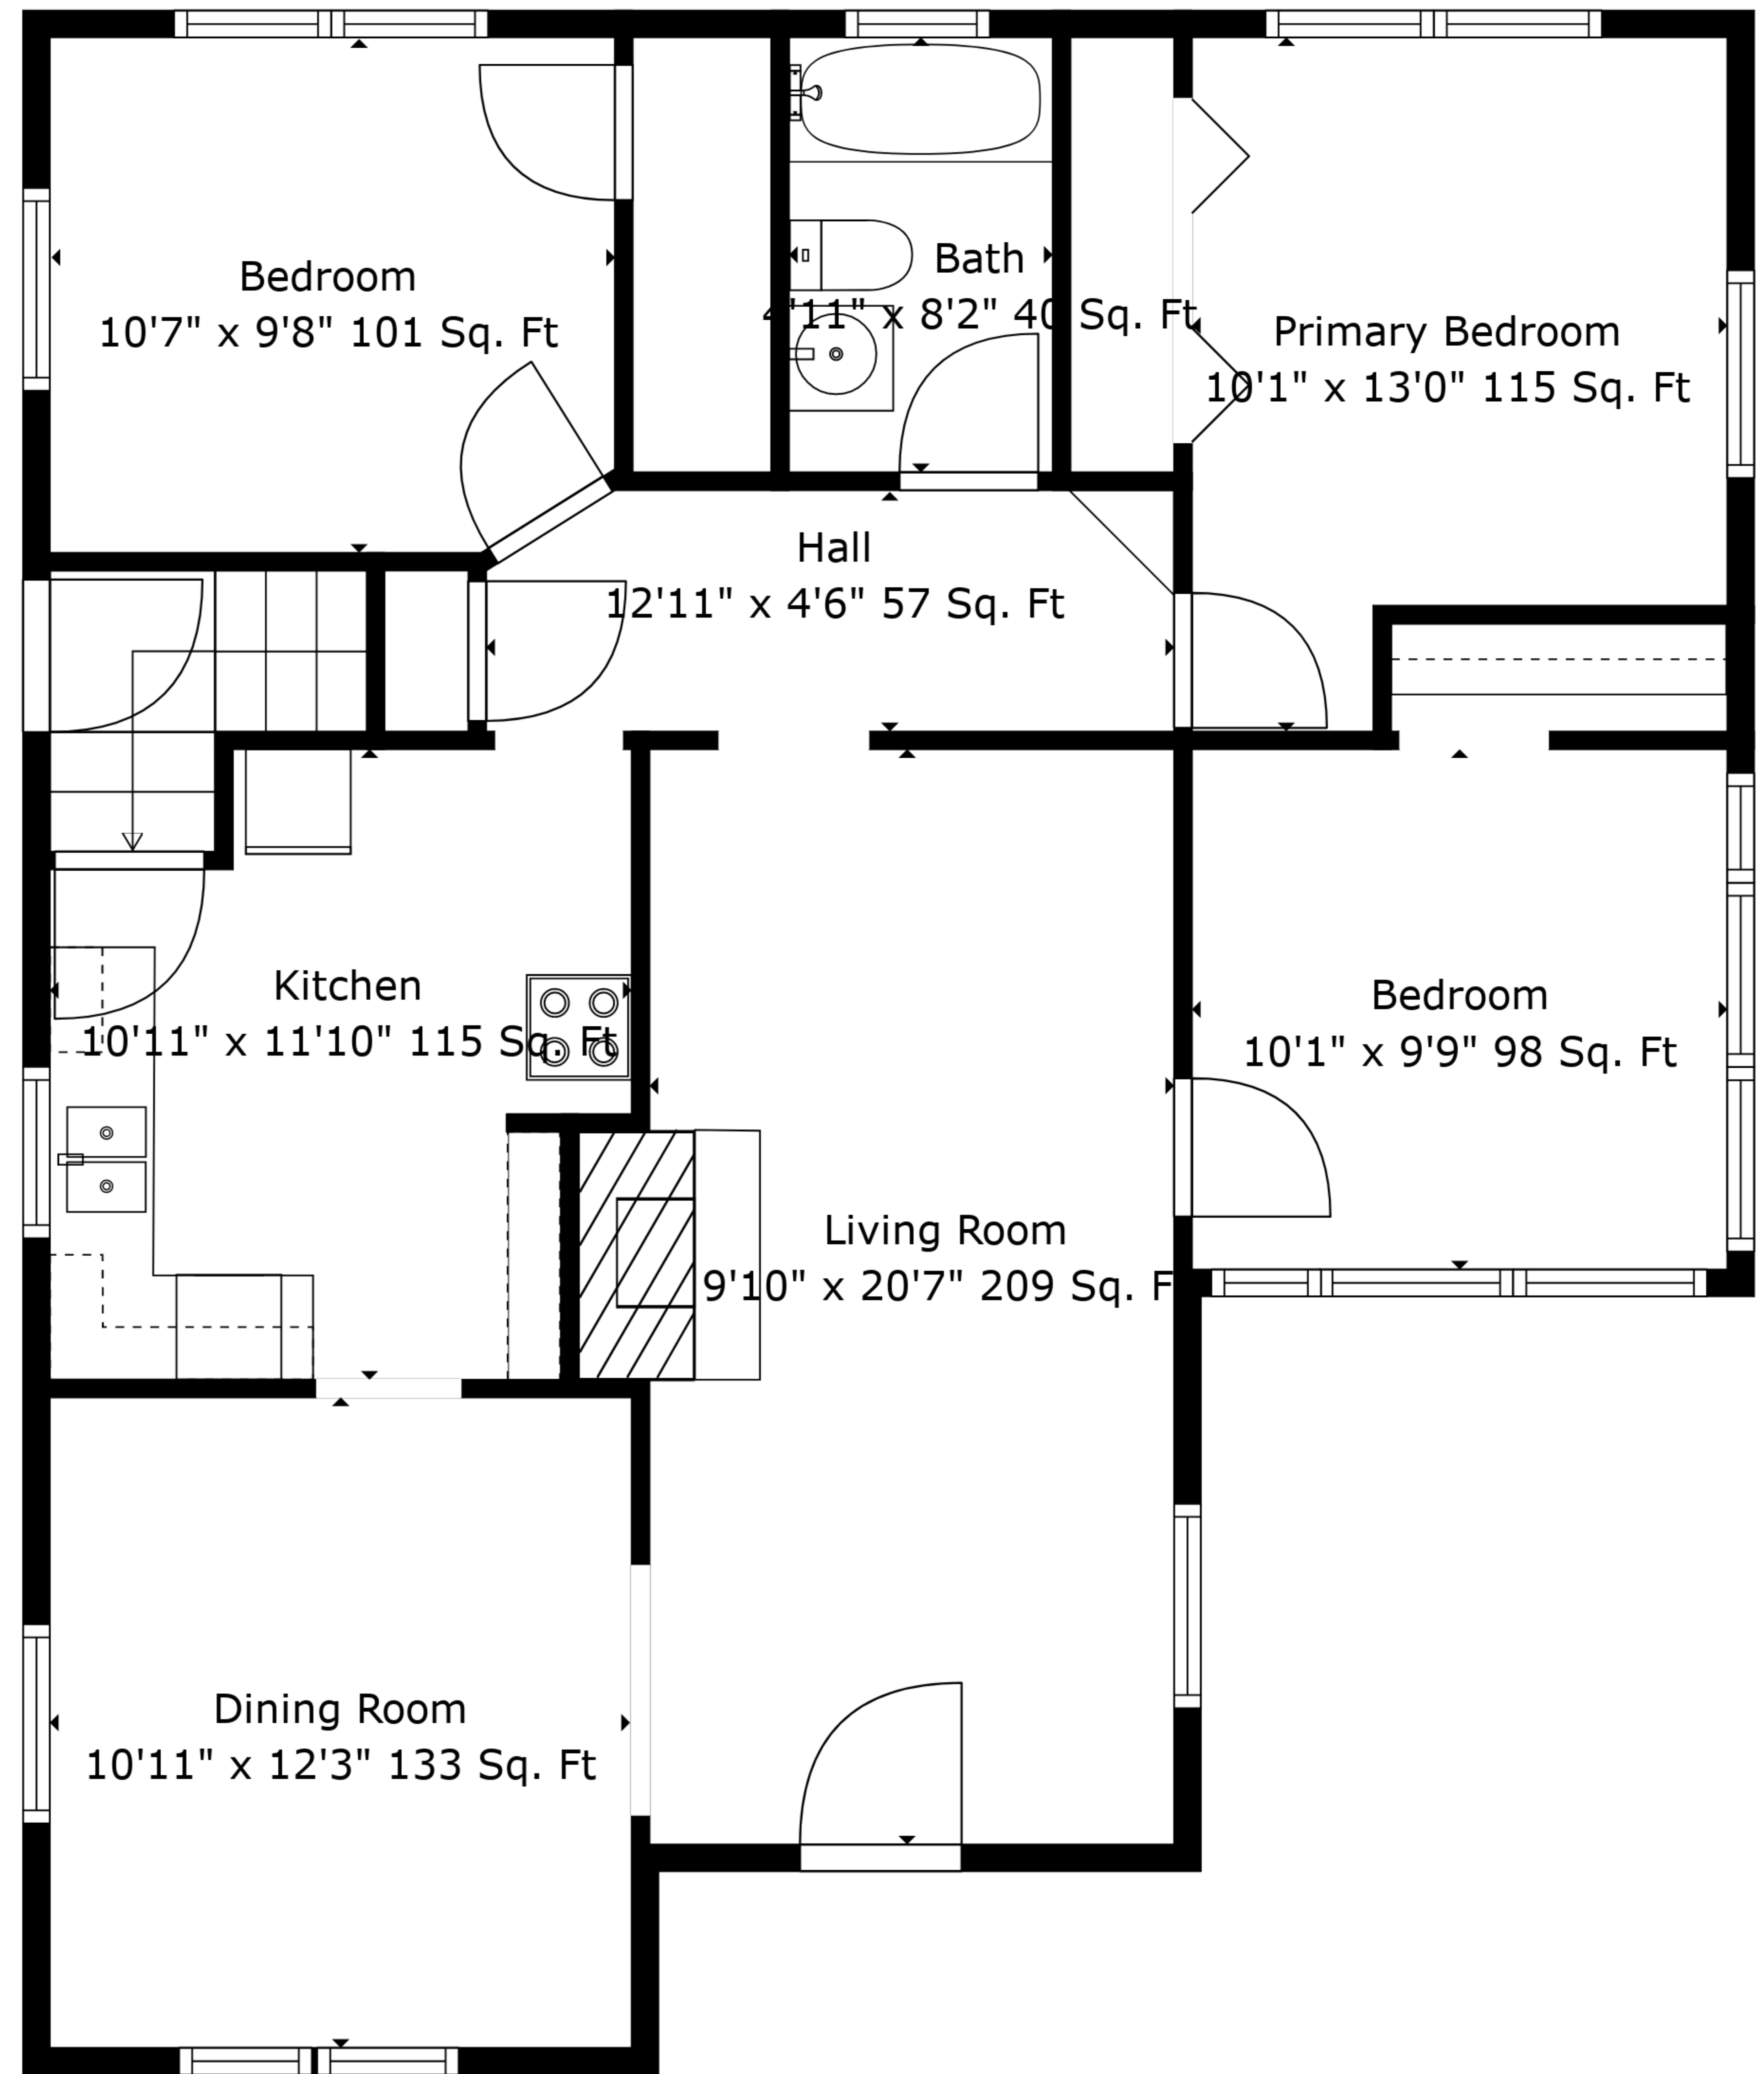 Bedroom
10'7" x 9'8" 101 Sq. Ft
Bath
4'11" x 8'2" 40 Sq. Ft
Primary Bedroom
10'1" x 13'0" 115 Sq. Ft
Hall
12'11" x 4'6" 57 Sq. Ft
Kitchen
10'11" x 11'10" 115 Sq. Ft
Bedroom
10'1" x 9'9" 98 Sq. Ft
Living Room
9'10" x 20'7" 209 Sq. F
Dining Room
10'11" x 12'3" 133 Sq. Ft